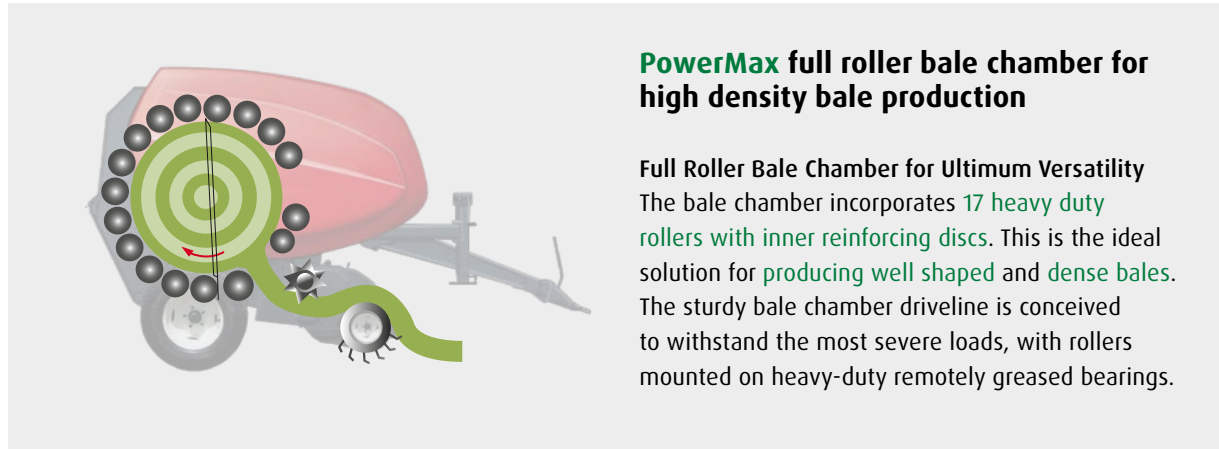 PowerMax full roller bale chamber for
high density bale production
Full Roller Bale Chamber for Ultimum Versatility
The bale chamber incorporates 17 heavy duty
rollers with inner reinforcing discs. This is the ideal
solution for producing well shaped and dense bales.
The sturdy bale chamber driveline is conceived
to withstand the most severe loads, with rollers
mounted on heavy-duty remotely greased bearings.